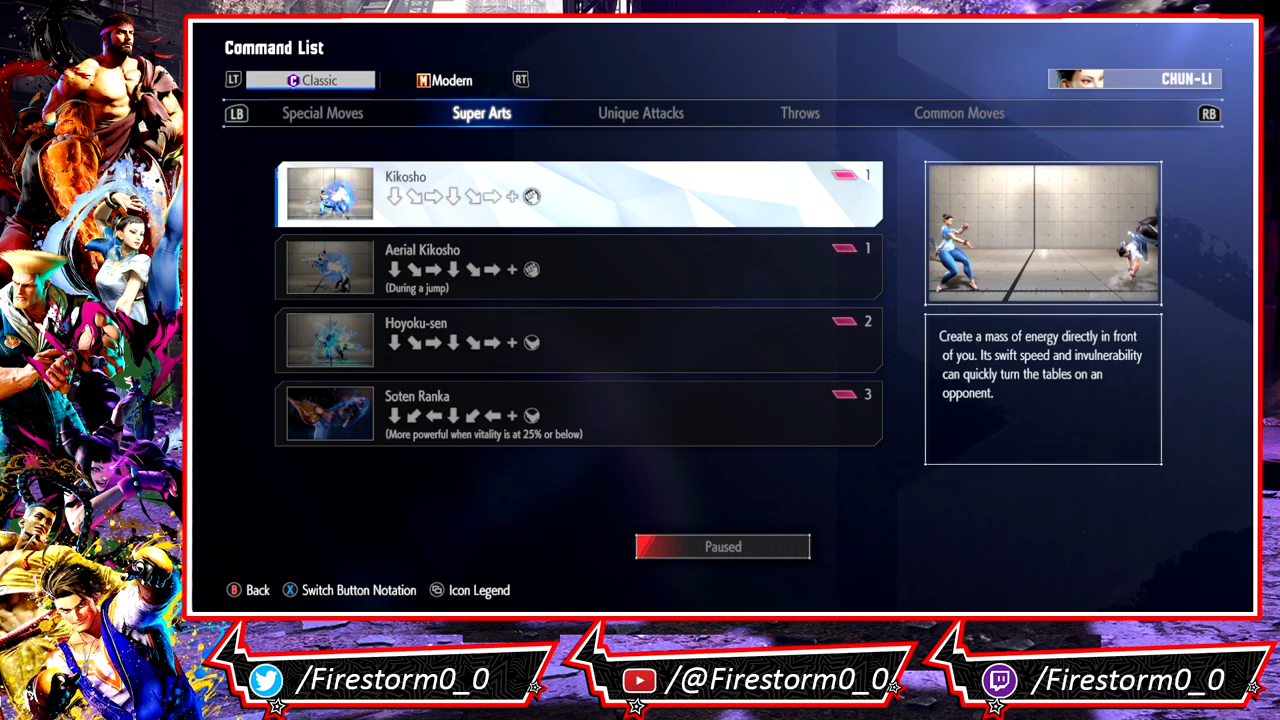 Command List
LT C Classic M Modern RT
CHUN-LI
LB Special Moves Super Arts Unique Attacks Throws Common Moves RB
Kikosho 1
Aerial Kikosho 1
(During a jump)
Hoyoku-sen 2
Soten Ranka 3
(More powerful when vitality is at 25% or below)
Create a mass of energy directly in front
of you. Its swift speed and invulnerability
can quickly turn the tables on an
opponent.
Paused
B Back X Switch Button Notation Icon Legend
/Firestorm0_0 /@Firestorm0_0 /Firestorm0_0